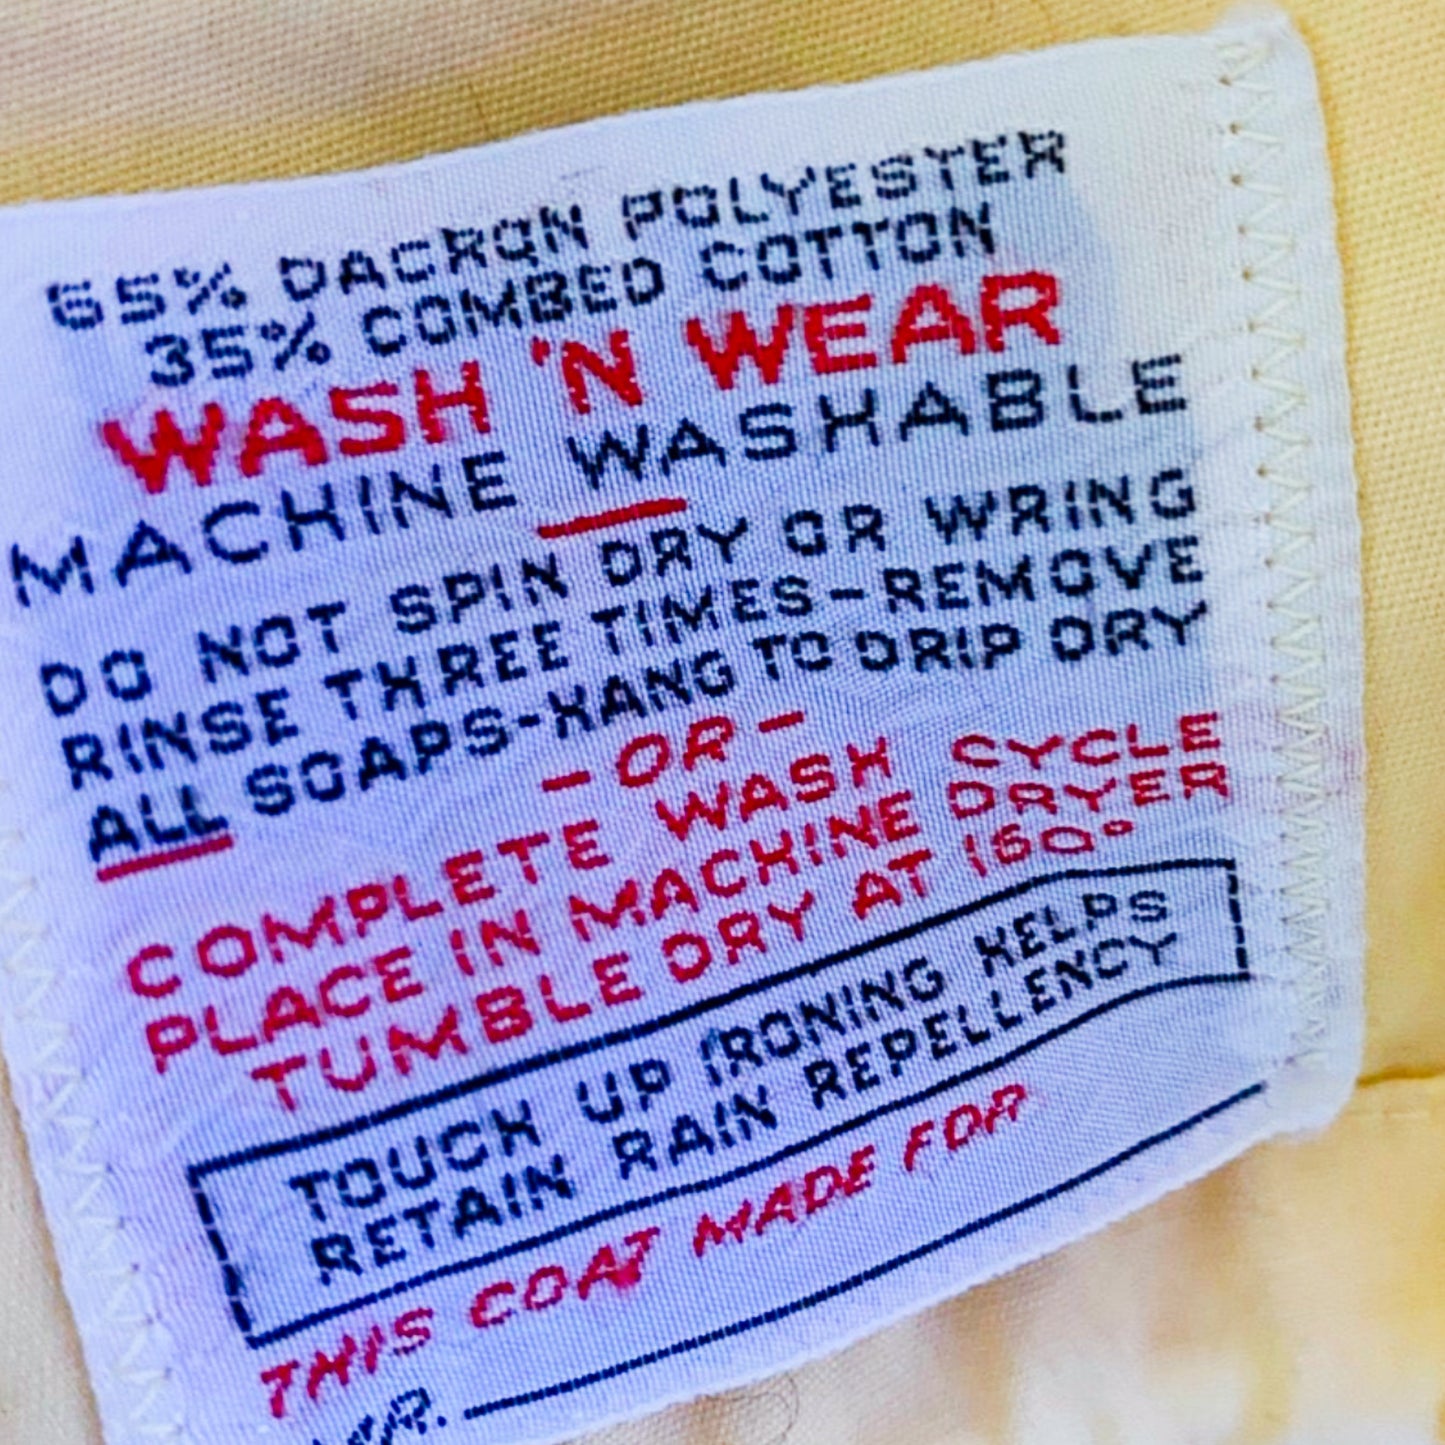 65% DACRON POLYESTER
35% COMBED COTTON
WASH 'N WEAR
MACHINE WASHABLE
DO NOT SPIN DRY OR WRING
RINSE THREE TIMES-REMOVE
ALL SOAPS-HANG TO DRIP DRY
- OR -
COMPLETE WASH CYCLE
PLACE IN MACHINE DRYER
TUMBLE DRY AT 160°
TOUCH UP IRONING HELPS
RETAIN RAIN REPELLENCY
THIS COAT MADE FOR